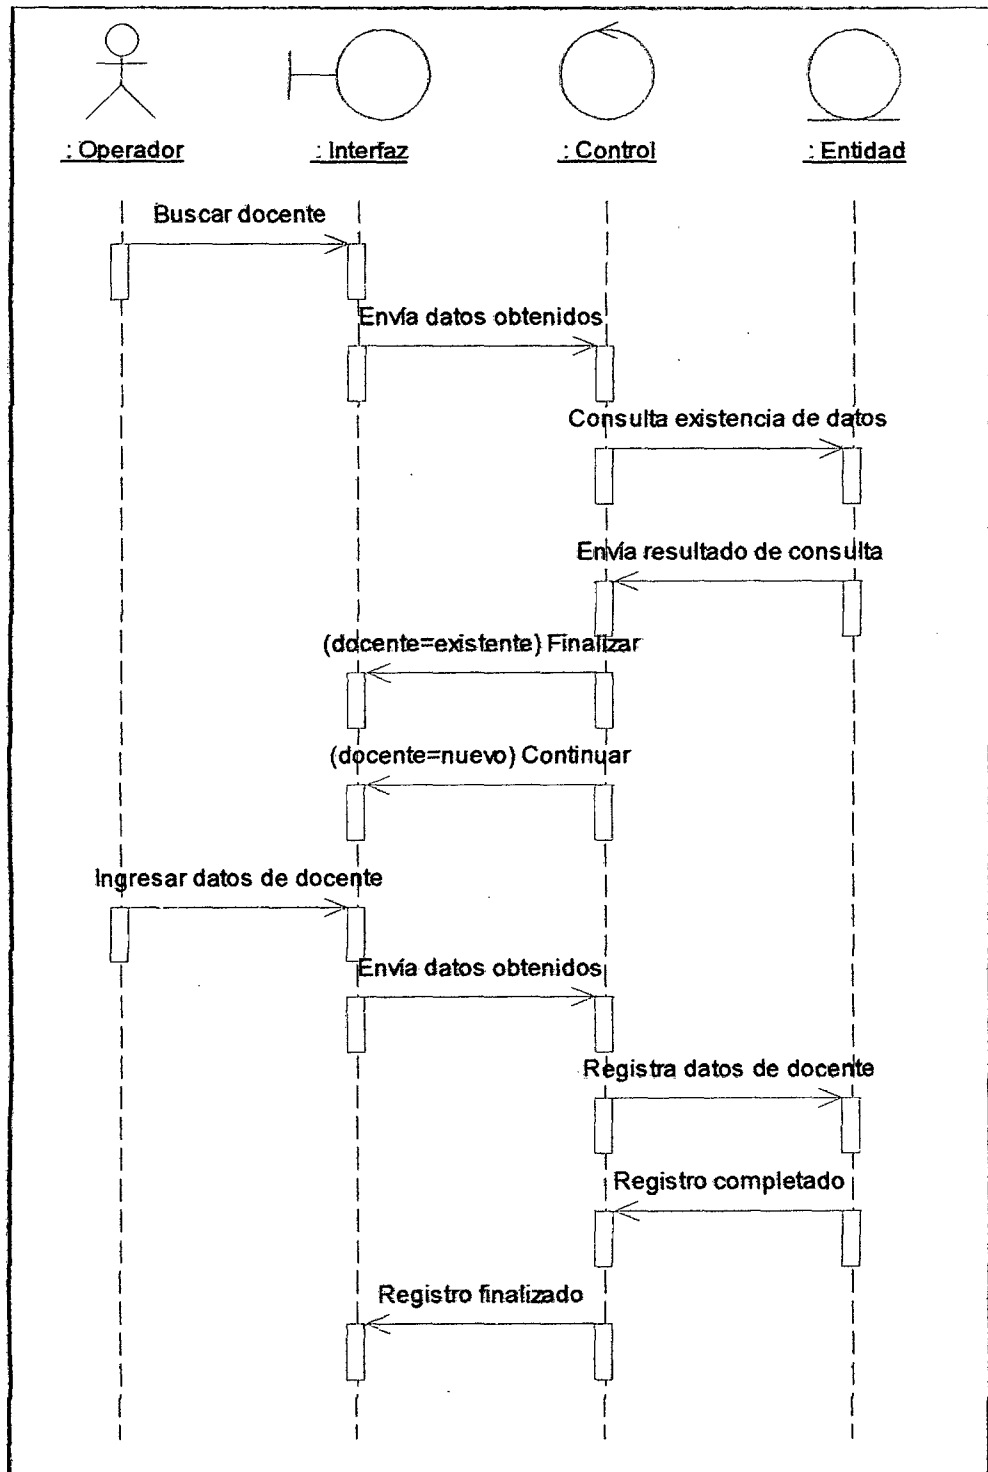 : Operador
: Interfaz
: Control
: Entidad
Buscar docente
Envía datos obtenidos
Consulta existencia de datos
Envía resultado de consulta
(docente=existente) Finalizar
(docente=nuevo) Continuar
Ingresar datos de docente
Envía datos obtenidos
Registra datos de docente
Registro completado
Registro finalizado